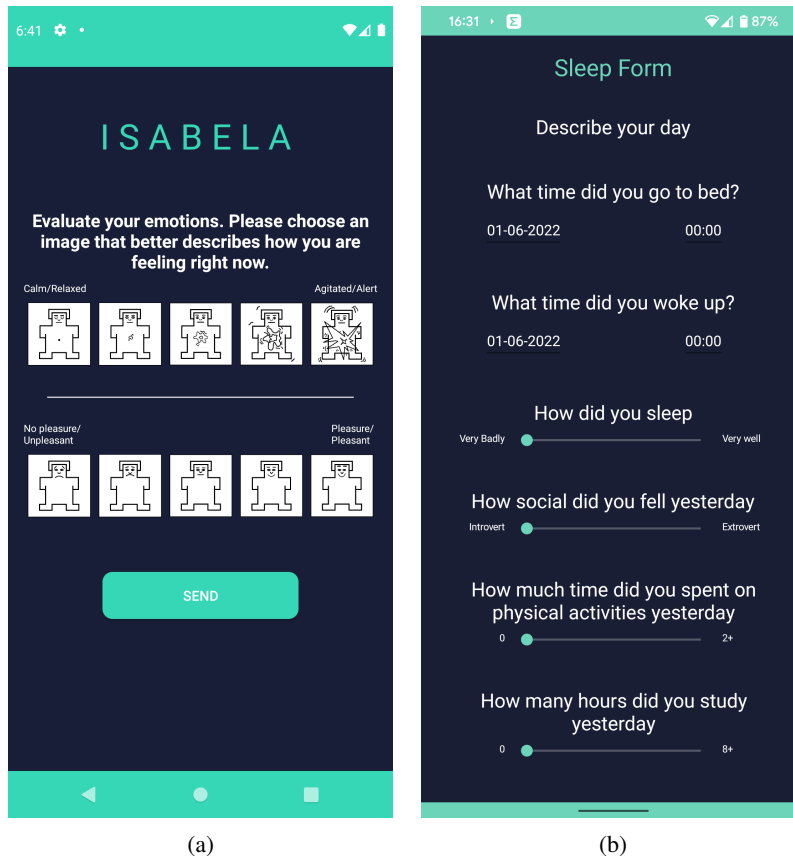 6:41
ISABELA
Evaluate your emotions. Please choose an
image that better describes how you are
feeling right now.
Calm/Relaxed Agitated/Alert
No pleasure/
Unpleasant
Pleasure/
Pleasant
SEND
(a)
16:31 Σ 87%
Sleep Form
Describe your day
What time did you go to bed?
01-06-2022 00:00
What time did you woke up?
01-06-2022 00:00
How did you sleep
Very Badly Very well
How social did you fell yesterday
Introvert Extrovert
How much time did you spent on
physical activities yesterday
0 2+
How many hours did you study
yesterday
0 8+
(b)